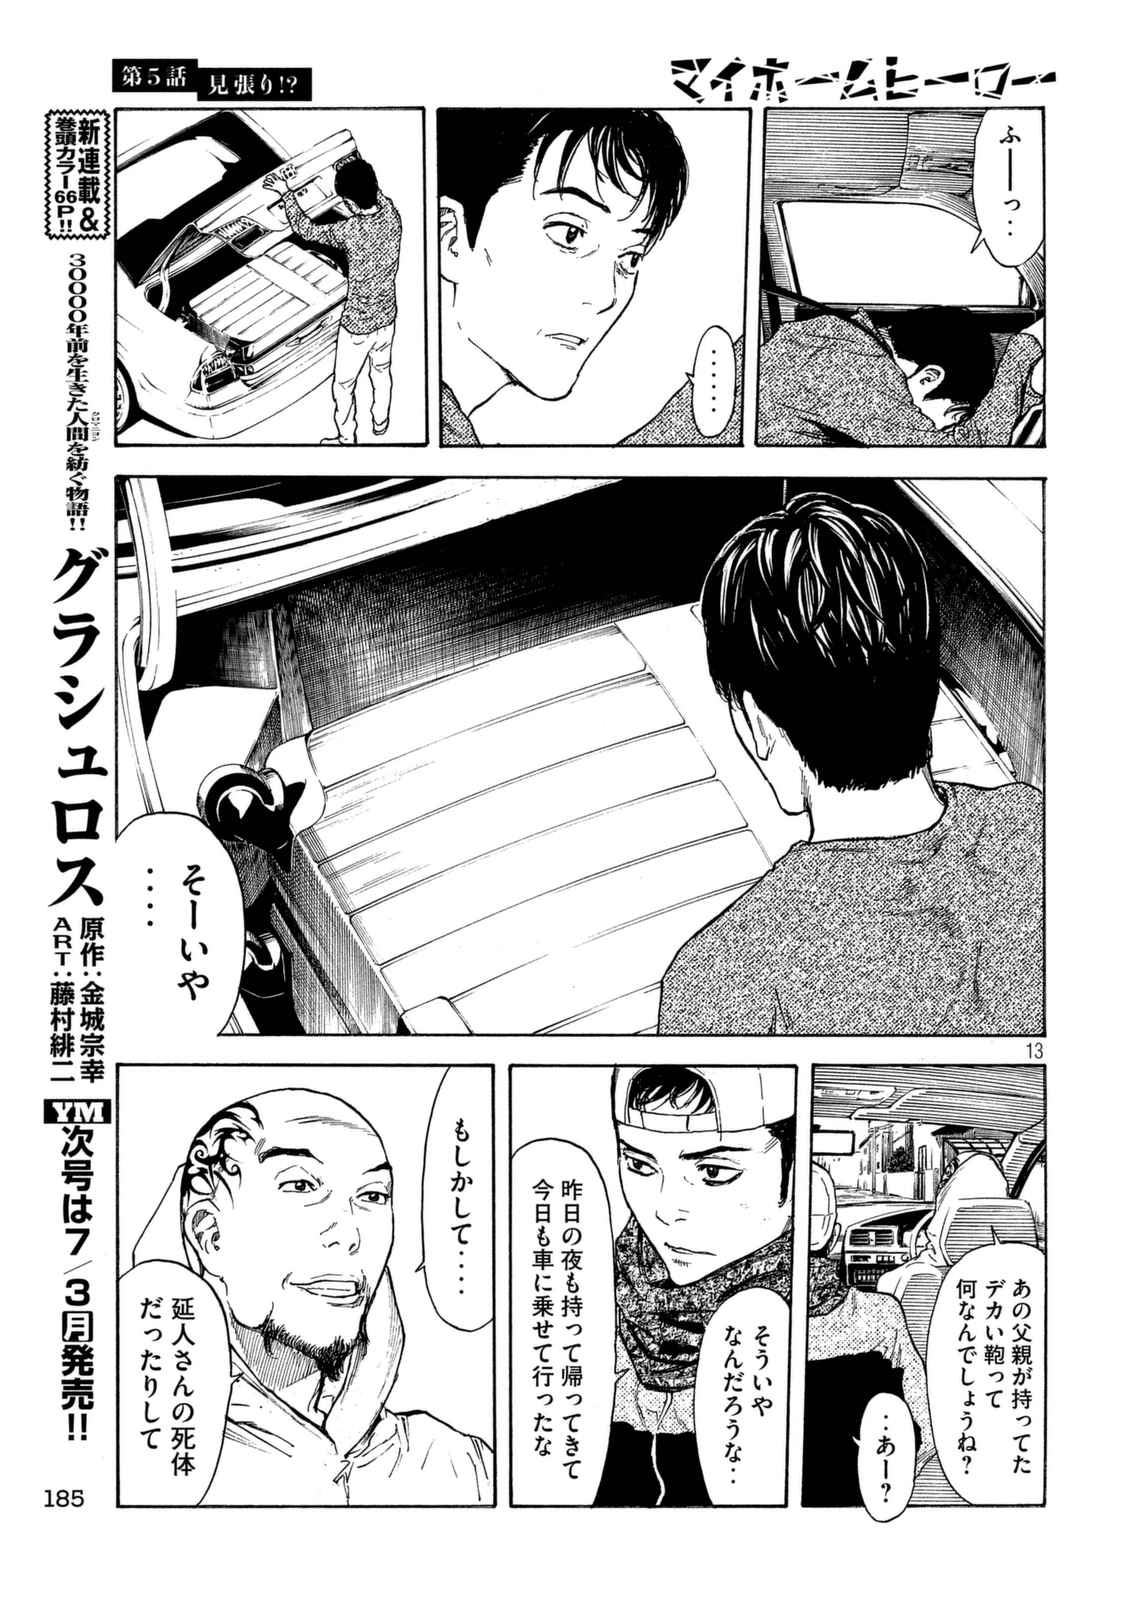 第5話
見張り!?
マイホームヒーロー
ふーーっ‥
‥‥‥
そーいや
‥‥
13
あの父親が持ってた
デカい鞄って
何なんでしょうね?
‥あー?
そういや
なんだろうな‥
昨日の夜も持って帰ってきて
今日も車に乗せて行ったな
もしかして‥‥
延人さんの死体
だったりして
新連載&
巻頭カラー66P!!
30000年前を生きた人間を紡ぐ物語!!
クロマニヨン
グラシュロス
原作:金城宗幸
ART:藤村緋二
YM次号は7/3月発売!!
185